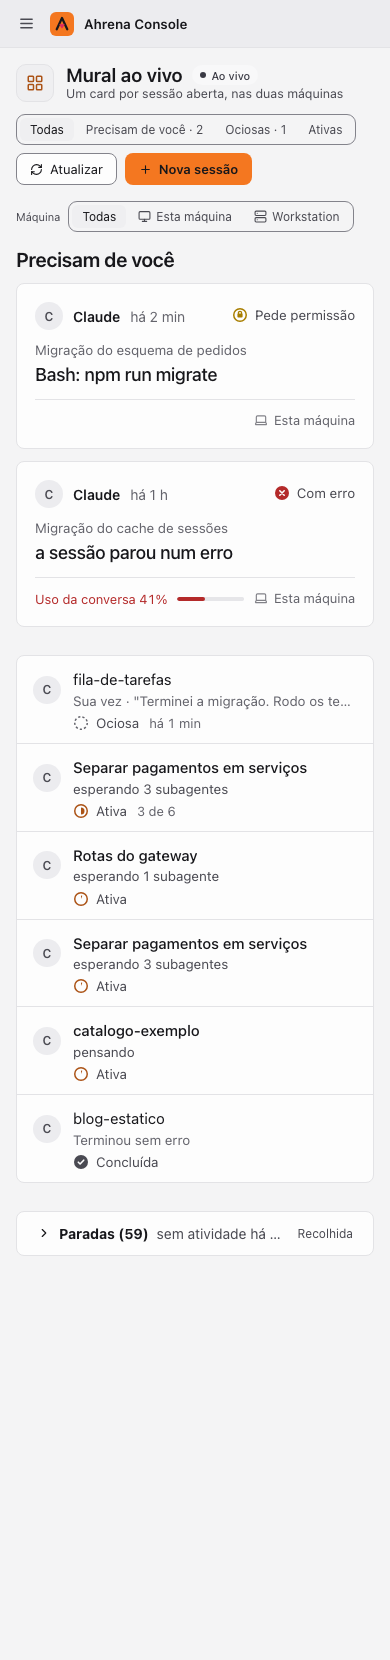 Ahrena Console
Mural ao vivo
Ao vivo
Um card por sessão aberta, nas duas máquinas
Todas
Precisam de você · 2
Ociosas · 1
Ativas
Atualizar
Nova sessão
Máquina
Todas
Esta máquina
Workstation
Precisam de você
C
Claude
há 2 min
Pede permissão
Migração do esquema de pedidos
Bash: npm run migrate
Esta máquina
C
Claude
há 1 h
Com erro
Migração do cache de sessões
a sessão parou num erro
Uso da conversa 41%
Esta máquina
C
fila-de-tarefas
Sua vez · "Terminei a migração. Rodo os te...
Ociosa
há 1 min
C
Separar pagamentos em serviços
esperando 3 subagentes
Ativa
3 de 6
C
Rotas do gateway
esperando 1 subagente
Ativa
C
Separar pagamentos em serviços
esperando 3 subagentes
Ativa
C
catalogo-exemplo
pensando
Ativa
C
blog-estatico
Terminou sem erro
Concluída
Paradas (59)
sem atividade há ...
Recolhida